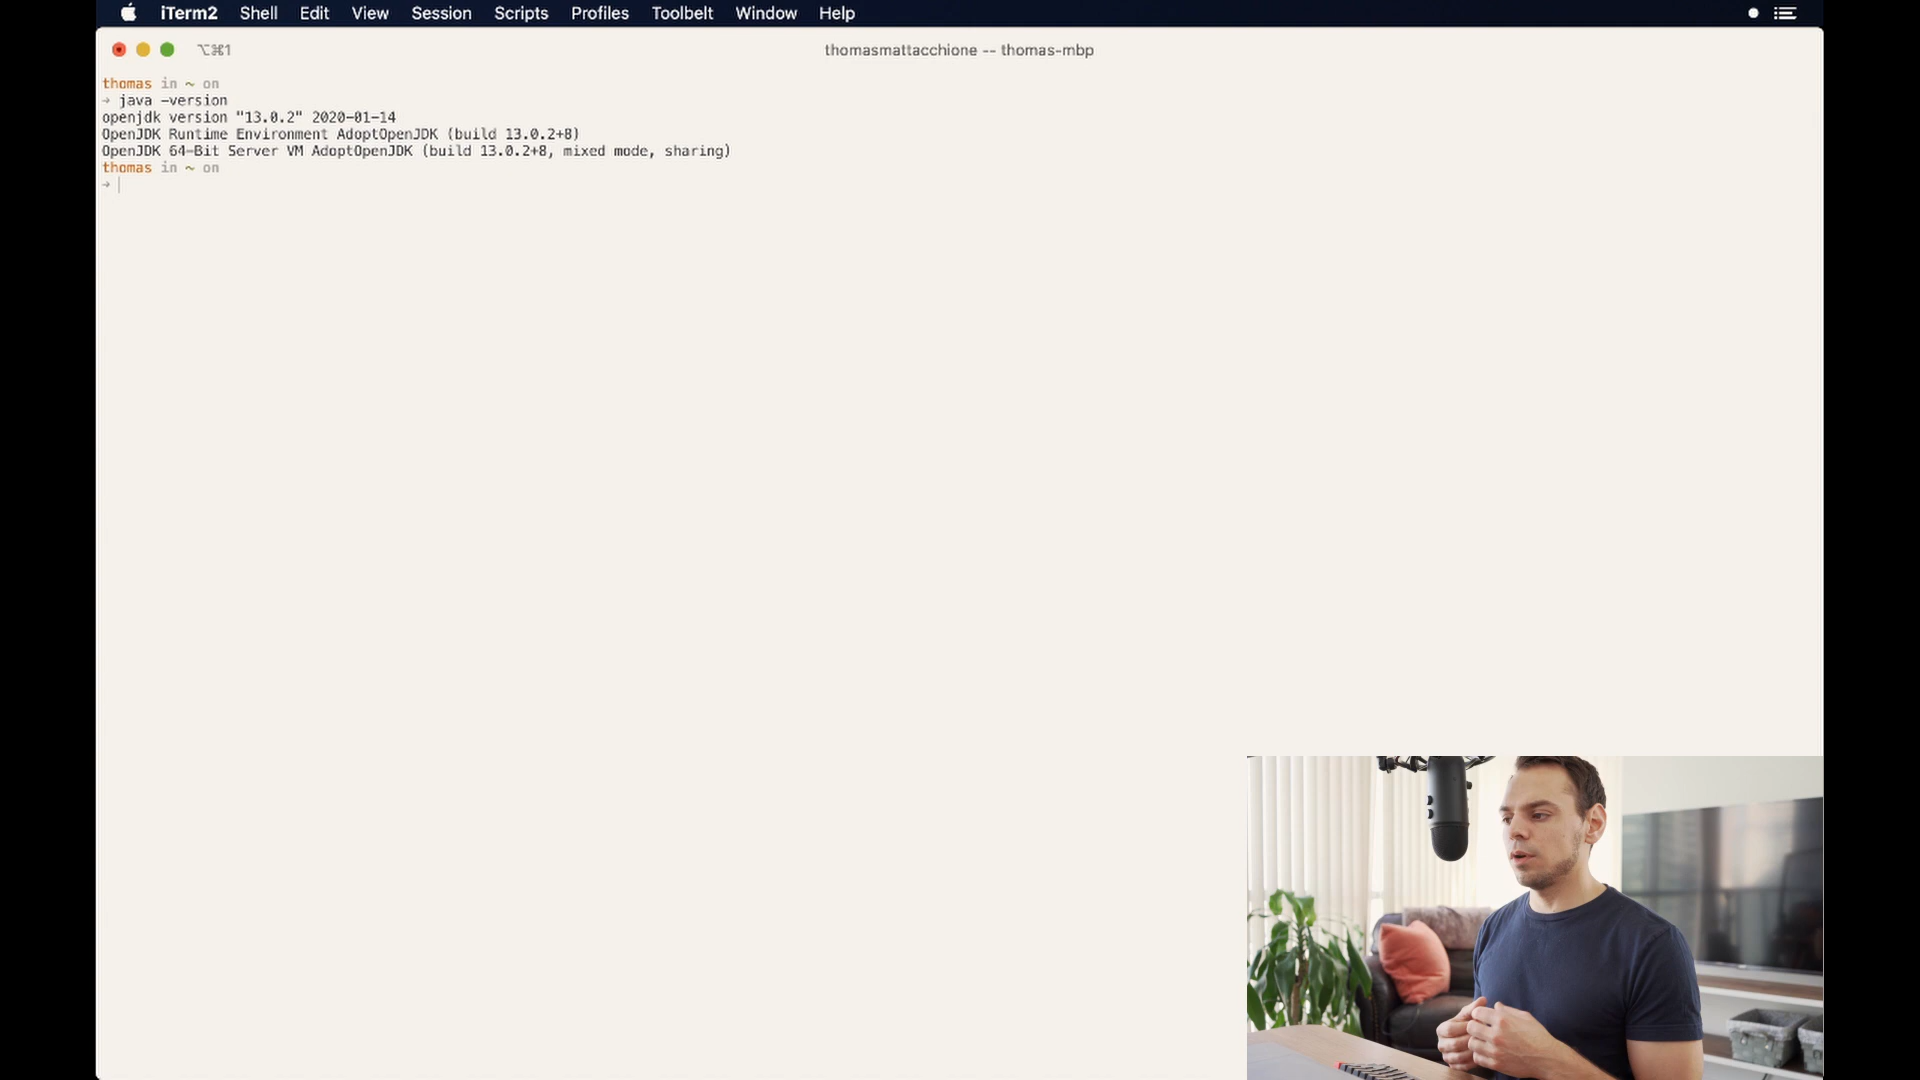 iTerm2 Shell Edit View Session Scripts Profiles Toolbelt Window Help
⌥⌘1 thomasmattacchione -- thomas-mbp
thomas in ~ on
→ java -version
openjdk version "13.0.2" 2020-01-14
OpenJDK Runtime Environment AdoptOpenJDK (build 13.0.2+8)
OpenJDK 64-Bit Server VM AdoptOpenJDK (build 13.0.2+8, mixed mode, sharing)
thomas in ~ on
→